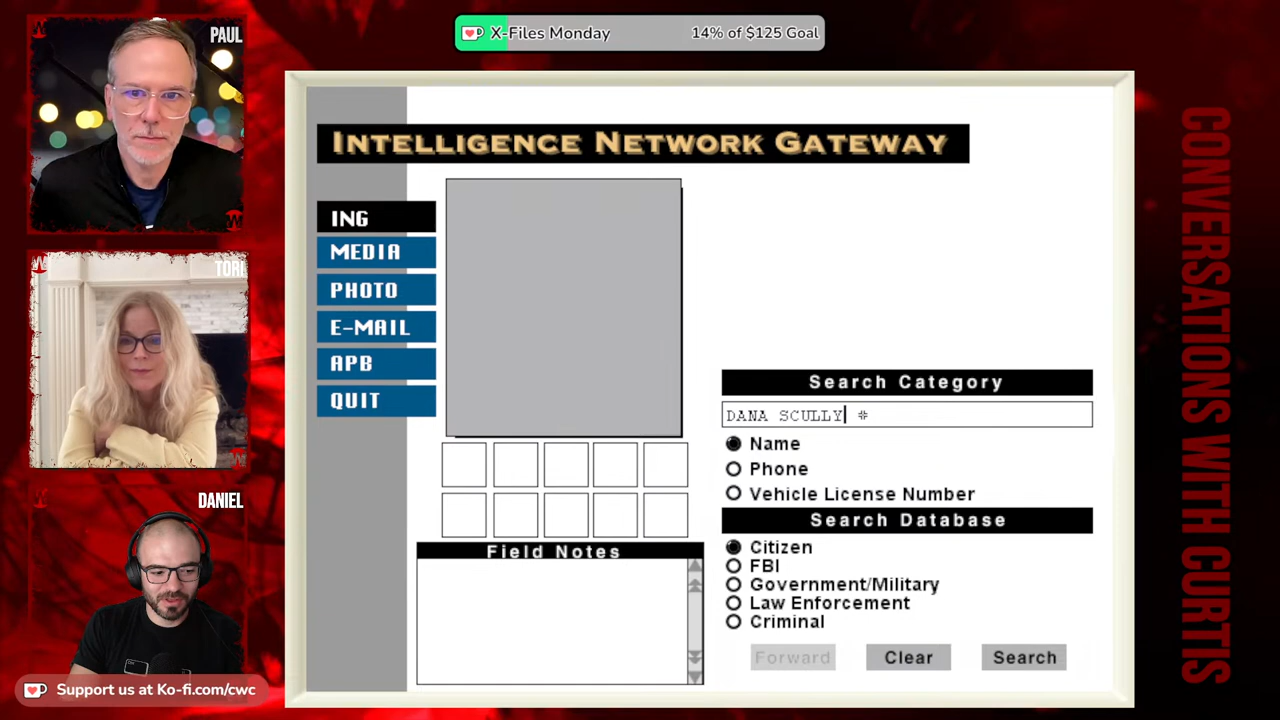 PAUL
X-Files Monday 14% of $125 Goal
INTELLIGENCE NETWORK GATEWAY
ING
MEDIA
PHOTO
E-MAIL
APB
QUIT
TORI
DANIEL
Search Category
DANA SCULLY
Name
Phone
Vehicle License Number
Search Database
Citizen
FBI
Government/Military
Law Enforcement
Criminal
Forward Clear Search
Field Notes
Support us at Ko-fi.com/cwc
CONVERSATIONS WITH CURTIS